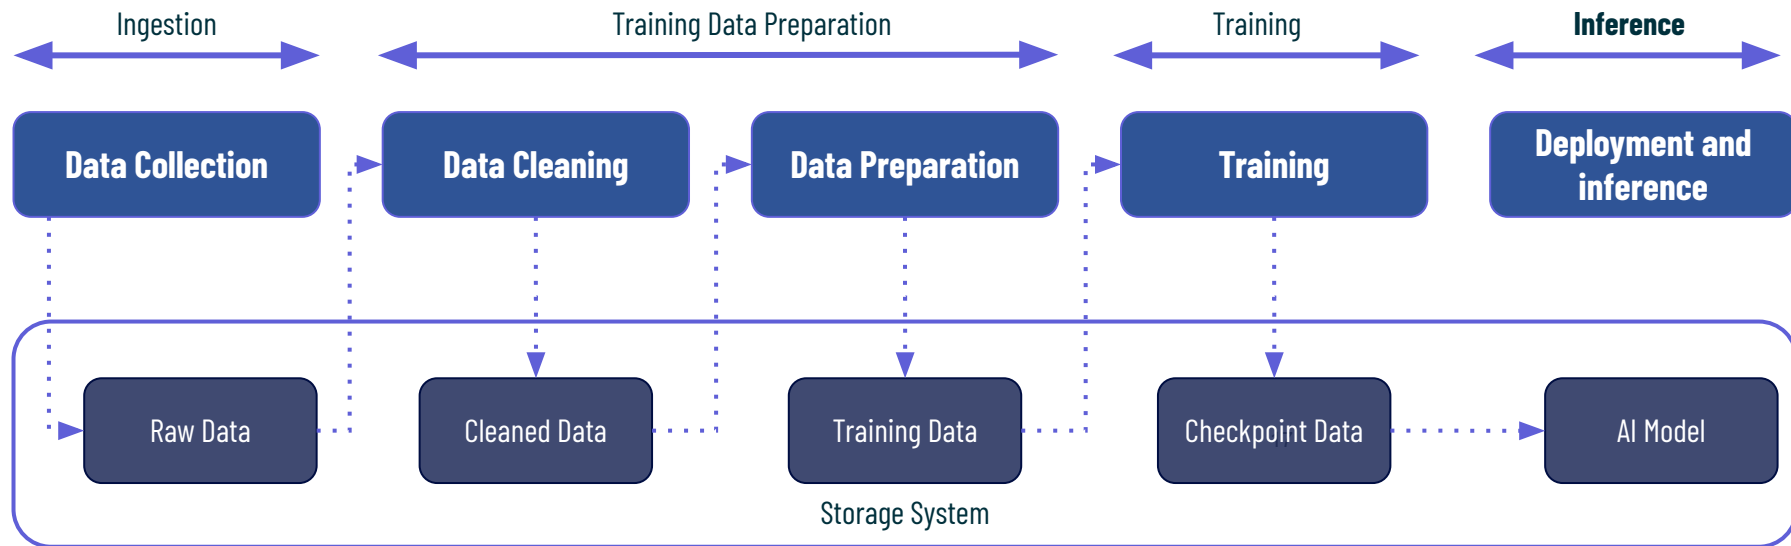 Ingestion
Training Data Preparation
Training
Inference
Data Collection
Data Cleaning
Data Preparation
Training
Deployment and
inference
Raw Data
Cleaned Data
Training Data
Checkpoint Data
AI Model
Storage System